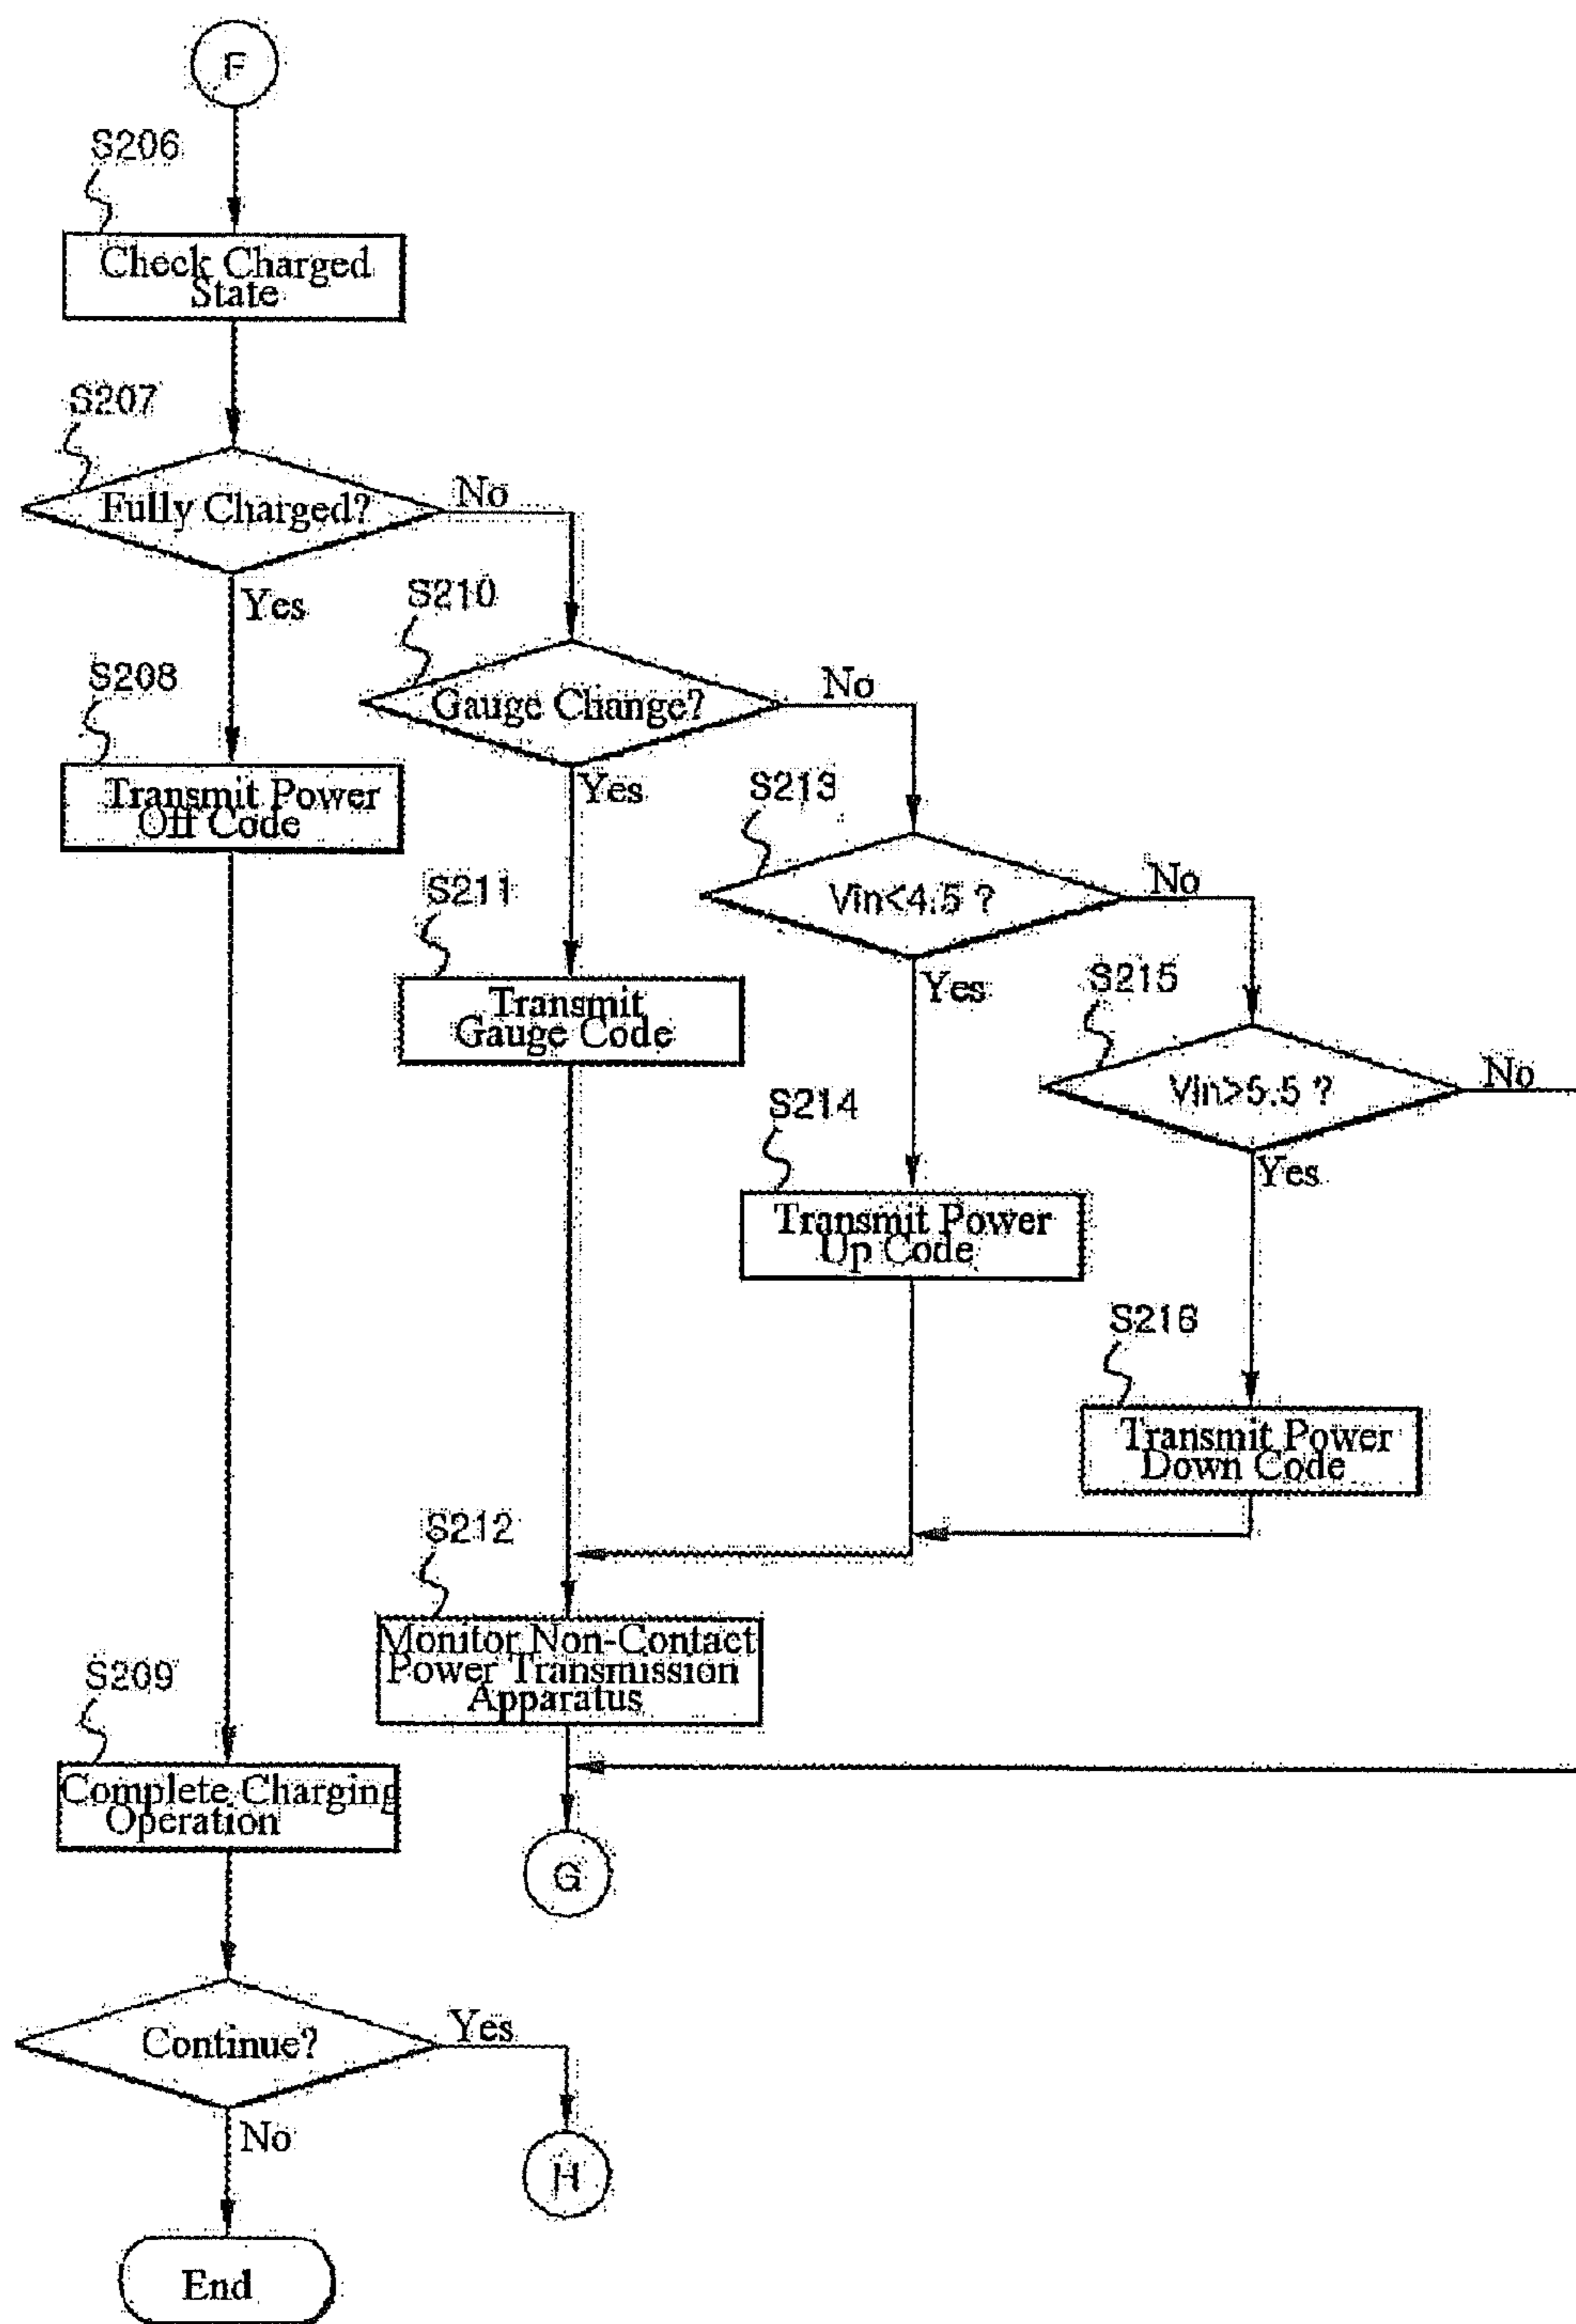 F
S206
Check Charged
State
S207
Fully Charged?
No
Yes
S210
Gauge Change?
No
Yes
S208
Transmit Power
Off Code
S213
Vin<4.5 ?
No
Yes
S211
Transmit
Gauge Code
S215
Vin>5.5 ?
No
Yes
S214
Transmit Power
Up Code
S216
Transmit Power
Down Code
S212
Monitor Non-Contact
Power Transmission
Apparatus
S209
Complete Charging
Operation
G
Continue?
Yes
No
H
End